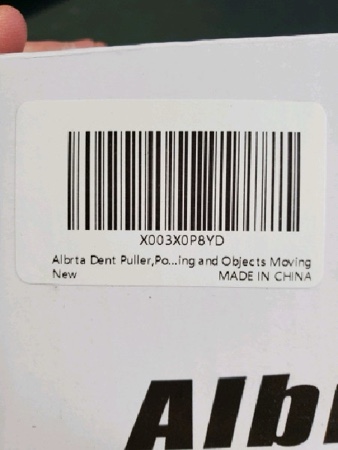 X003X0P8YD
Albrta Dent Puller,Po...ing and Objects Moving
New MADE IN CHINA
Alb